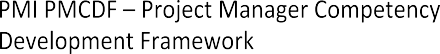 PMI PMCDF – Project Manager Competency
Development Framework